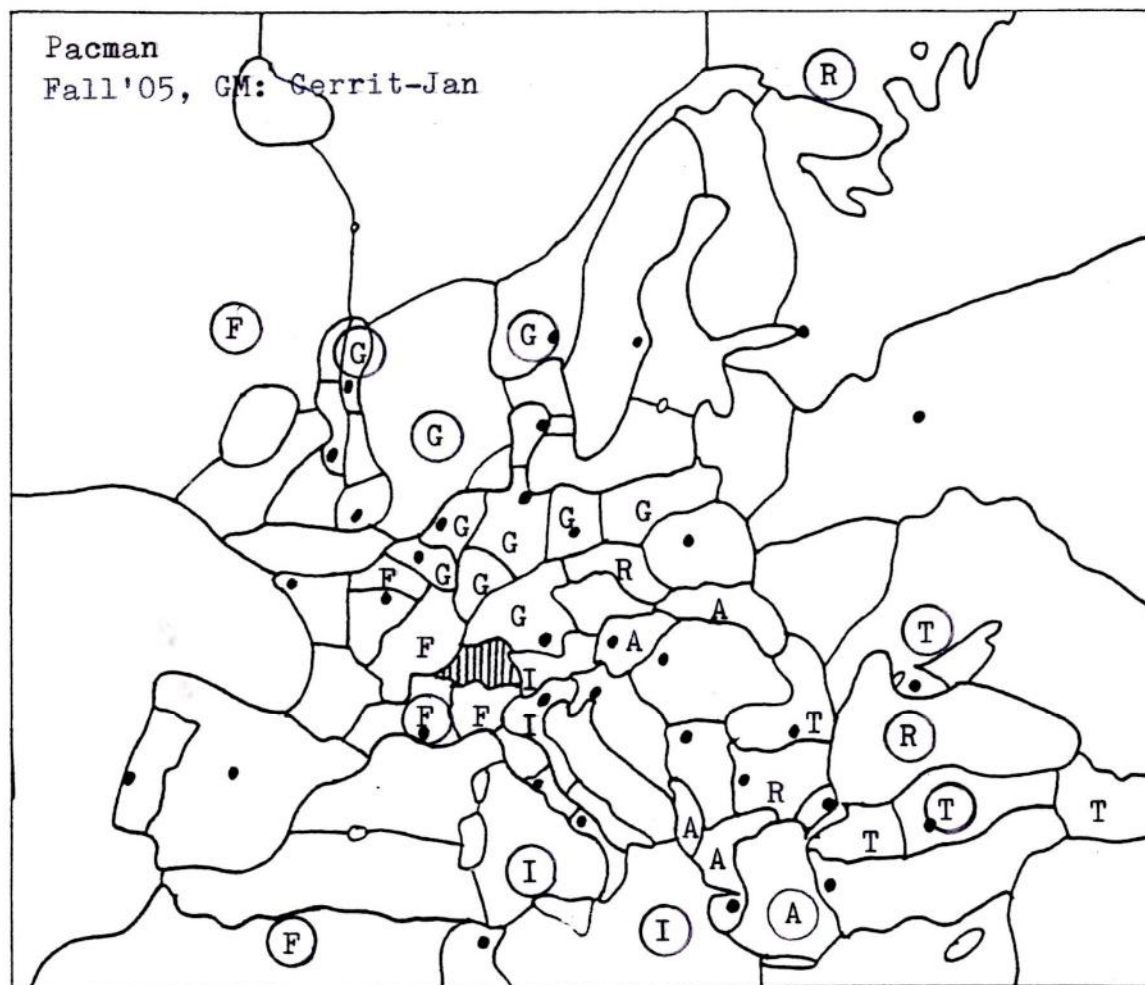 Pacman
Fall'05, GM: Gerrit-Jan
R
F G G
G
G G G
G
F G G R
G A
F A T
I
F F I T R
R T T
A T
A
I
A
F I